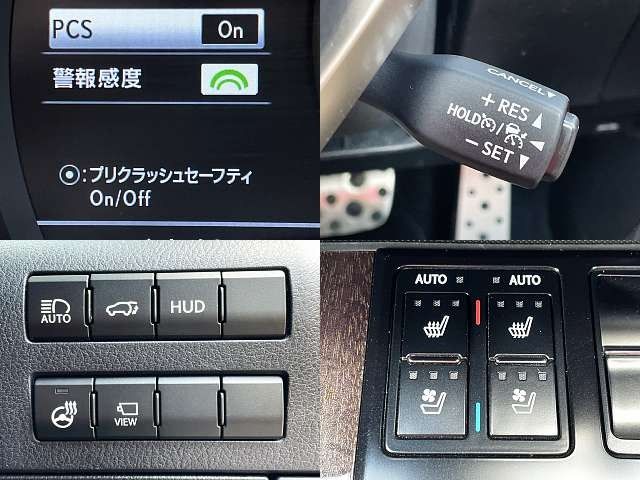 PCS On
警報感度
⦿:プリクラッシュセーフティ
On/Off
CANCEL▼
+RES▲
HOLD /
−SET▼
AUTO
HUD
VIEW
AUTO AUTO